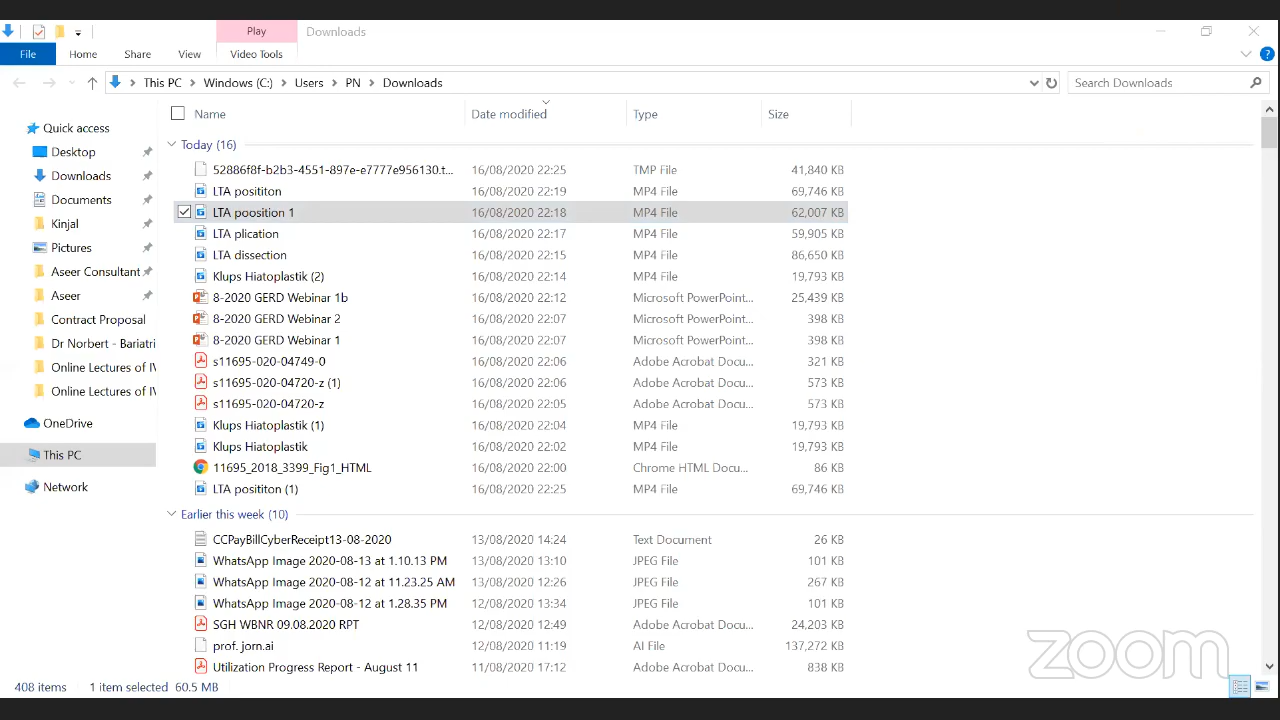 Play Downloads
File Home Share View Video Tools
This PC Windows (C:) Users PN Downloads Search Downloads
Name Date modified Type Size
Quick access
Desktop
Downloads
Documents
Kinjal
Pictures
Aseer Consultant
Aseer
Contract Proposal
Dr Norbert - Bariatri
Online Lectures of IV
Online Lectures of IV
OneDrive
This PC
Network
Today (16)
52886f8f-b2b3-4551-897e-e7777e956130.t... 16/08/2020 22:25 TMP File 41,840 KB
LTA posititon 16/08/2020 22:19 MP4 File 69,746 KB
LTA poosition 1 16/08/2020 22:18 MP4 File 62,007 KB
LTA plication 16/08/2020 22:17 MP4 File 59,905 KB
LTA dissection 16/08/2020 22:15 MP4 File 86,650 KB
Klups Hiatoplastik (2) 16/08/2020 22:14 MP4 File 19,793 KB
8-2020 GERD Webinar 1b 16/08/2020 22:12 Microsoft PowerPoint... 25,439 KB
8-2020 GERD Webinar 2 16/08/2020 22:07 Microsoft PowerPoint... 398 KB
8-2020 GERD Webinar 1 16/08/2020 22:07 Microsoft PowerPoint... 398 KB
s11695-020-04749-0 16/08/2020 22:06 Adobe Acrobat Docu... 321 KB
s11695-020-04720-z (1) 16/08/2020 22:06 Adobe Acrobat Docu... 573 KB
s11695-020-04720-z 16/08/2020 22:05 Adobe Acrobat Docu... 573 KB
Klups Hiatoplastik (1) 16/08/2020 22:04 MP4 File 19,793 KB
Klups Hiatoplastik 16/08/2020 22:02 MP4 File 19,793 KB
11695_2018_3399_Fig1_HTML 16/08/2020 22:00 Chrome HTML Docu... 86 KB
LTA posititon (1) 16/08/2020 22:25 MP4 File 69,746 KB
Earlier this week (10)
CCPayBillCyberReceipt13-08-2020 13/08/2020 14:24 Text Document 26 KB
WhatsApp Image 2020-08-13 at 1.10.13 PM 13/08/2020 13:10 JPEG File 101 KB
WhatsApp Image 2020-08-12 at 11.23.25 AM 13/08/2020 12:26 JPEG File 267 KB
WhatsApp Image 2020-08-12 at 1.28.35 PM 12/08/2020 13:34 JPEG File 101 KB
SGH WBNR 09.08.2020 RPT 12/08/2020 12:49 Adobe Acrobat Docu... 24,203 KB
prof. jorn.ai 12/08/2020 11:19 AI File 137,272 KB
Utilization Progress Report - August 11 11/08/2020 17:12 Adobe Acrobat Docu... 838 KB
zoom
408 items 1 item selected 60.5 MB